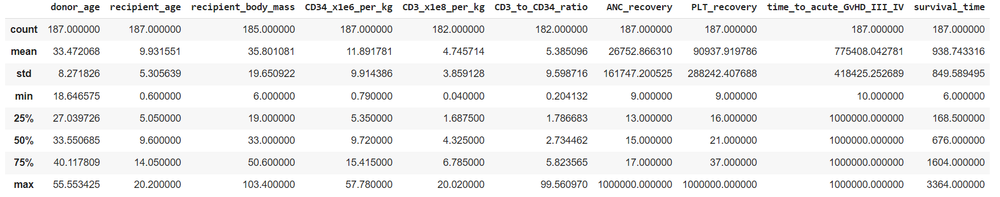 donor_age recipient_age recipient_body_mass CD34_x1e6_per_kg CD3_x1e8_per_kg CD3_to_CD34_ratio ANC_recovery PLT_recovery time_to_acute_GvHD_III_IV survival_time
count 187.000000 187.000000 185.000000 187.000000 182.000000 182.000000 187.000000 187.000000 187.000000 187.000000
mean 33.472068 9.931551 35.801081 11.891781 4.745714 5.385096 26752.866310 90937.919786 775408.042781 938.743316
std 8.271826 5.305639 19.650922 9.914386 3.859128 9.598716 161747.200525 288242.407688 418425.252689 849.589495
min 18.646575 0.600000 6.000000 0.790000 0.040000 0.204132 9.000000 9.000000 10.000000 6.000000
25% 27.039726 5.050000 19.000000 5.350000 1.687500 1.786683 13.000000 16.000000 1000000.000000 168.500000
50% 33.550685 9.600000 33.000000 9.720000 4.325000 2.734462 15.000000 21.000000 1000000.000000 676.000000
75% 40.117809 14.050000 50.600000 15.415000 6.785000 5.823565 17.000000 37.000000 1000000.000000 1604.000000
max 55.553425 20.200000 103.400000 57.780000 20.020000 99.560970 1000000.000000 1000000.000000 1000000.000000 3364.000000